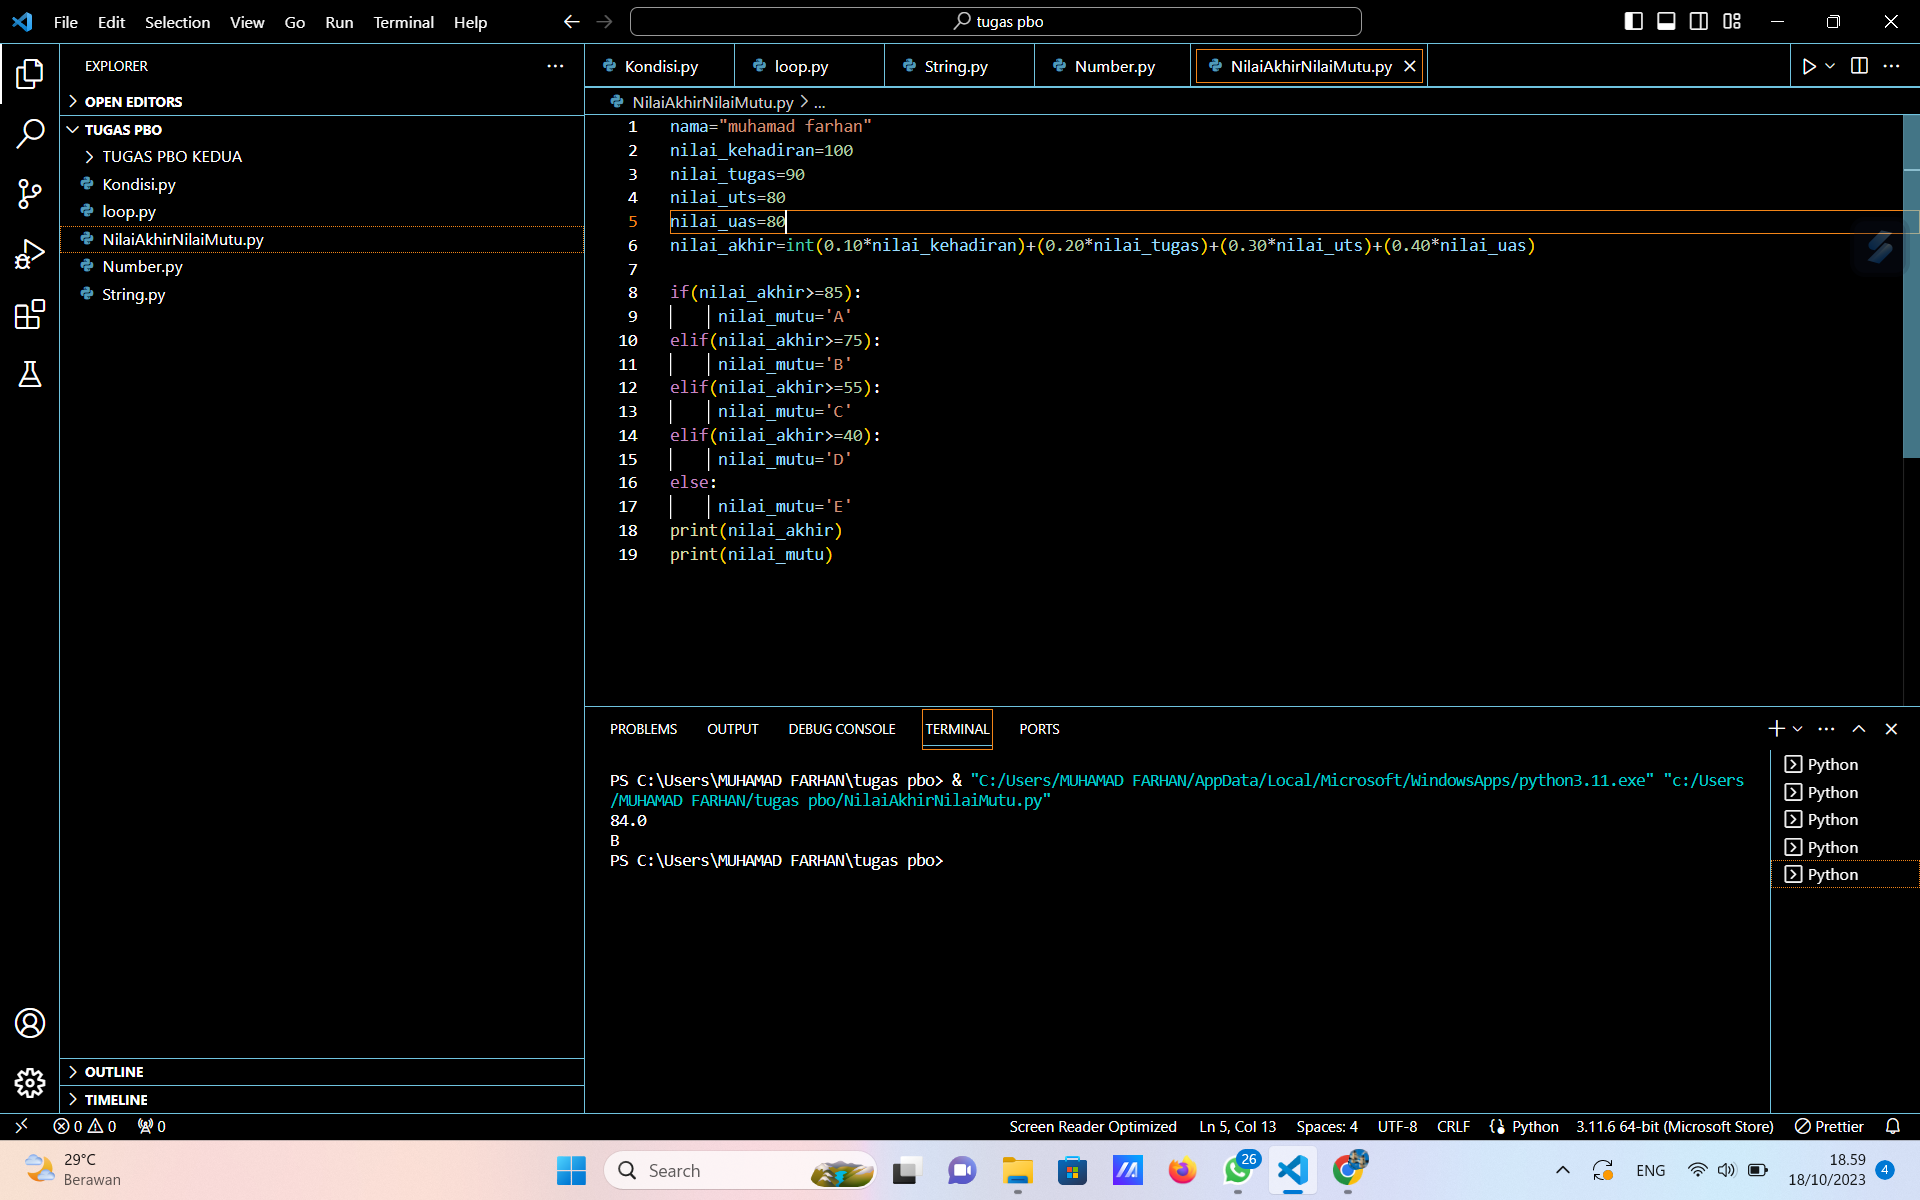 File Edit Selection View Go Run Terminal Help
tugas pbo
EXPLORER
OPEN EDITORS
TUGAS PBO
TUGAS PBO KEDUA
Kondisi.py
loop.py
NilaiAkhirNilaiMutu.py
Number.py
String.py
OUTLINE
TIMELINE
Kondisi.py loop.py String.py Number.py NilaiAkhirNilaiMutu.py
NilaiAkhirNilaiMutu.py > ...
1 nama="muhamad farhan"
2 nilai_kehadiran=100
3 nilai_tugas=90
4 nilai_uts=80
5 nilai_uas=80
6 nilai_akhir=int(0.10*nilai_kehadiran)+(0.20*nilai_tugas)+(0.30*nilai_uts)+(0.40*nilai_uas)
7
8 if(nilai_akhir>=85):
9 nilai_mutu='A'
10 elif(nilai_akhir>=75):
11 nilai_mutu='B'
12 elif(nilai_akhir>=55):
13 nilai_mutu='C'
14 elif(nilai_akhir>=40):
15 nilai_mutu='D'
16 else:
17 nilai_mutu='E'
18 print(nilai_akhir)
19 print(nilai_mutu)
PROBLEMS OUTPUT DEBUG CONSOLE TERMINAL PORTS
PS C:\Users\MUHAMAD FARHAN\tugas pbo> & "C:/Users/MUHAMAD FARHAN/AppData/Local/Microsoft/WindowsApps/python3.11.exe" "c:/Users
/MUHAMAD FARHAN/tugas pbo/NilaiAkhirNilaiMutu.py"
84.0
B
PS C:\Users\MUHAMAD FARHAN\tugas pbo>
Python
Python
Python
Python
Python
0 0 0 Screen Reader Optimized Ln 5, Col 13 Spaces: 4 UTF-8 CRLF Python 3.11.6 64-bit (Microsoft Store) Prettier
29°C
Berawan
Search
26
ENG
18.59
18/10/2023
4